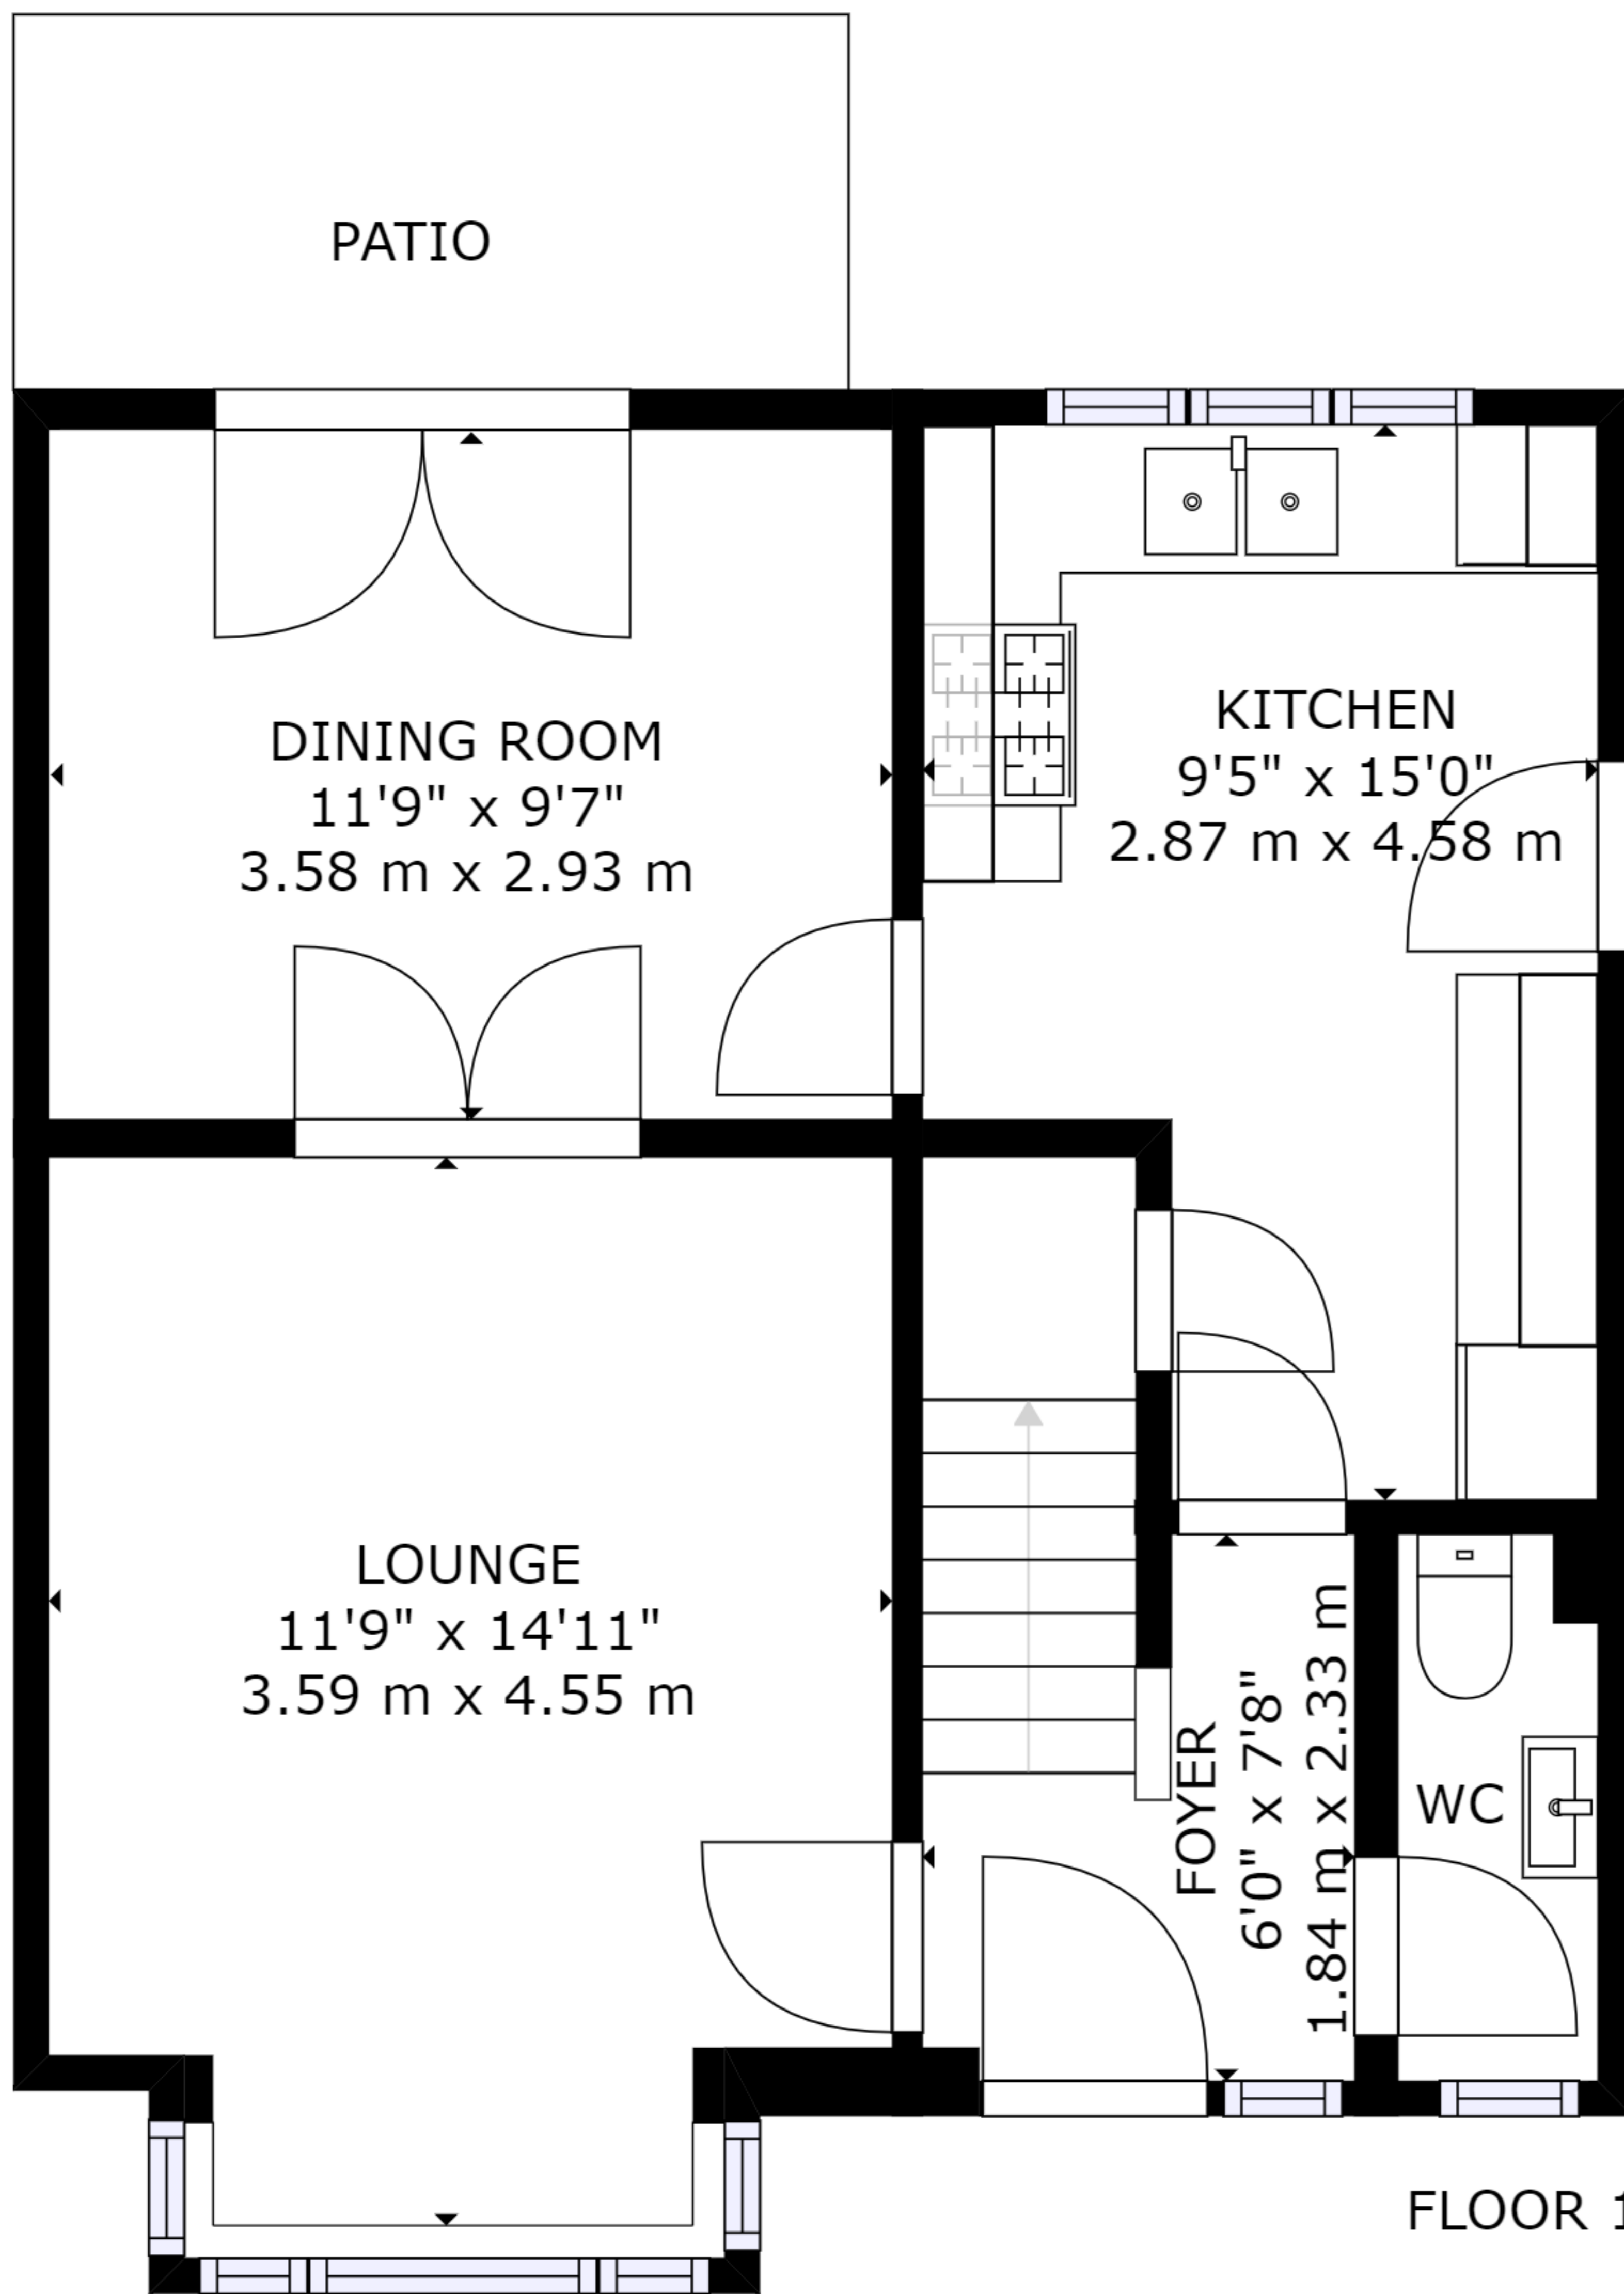 PATIO
DINING ROOM
11'9" x 9'7"
3.58 m x 2.93 m
KITCHEN
9'5" x 15'0"
2.87 m x 4.58 m
LOUNGE
11'9" x 14'11"
3.59 m x 4.55 m
FOYER
6'0" x 7'8"
1.84 m x 2.33 m
WC
FLOOR 1